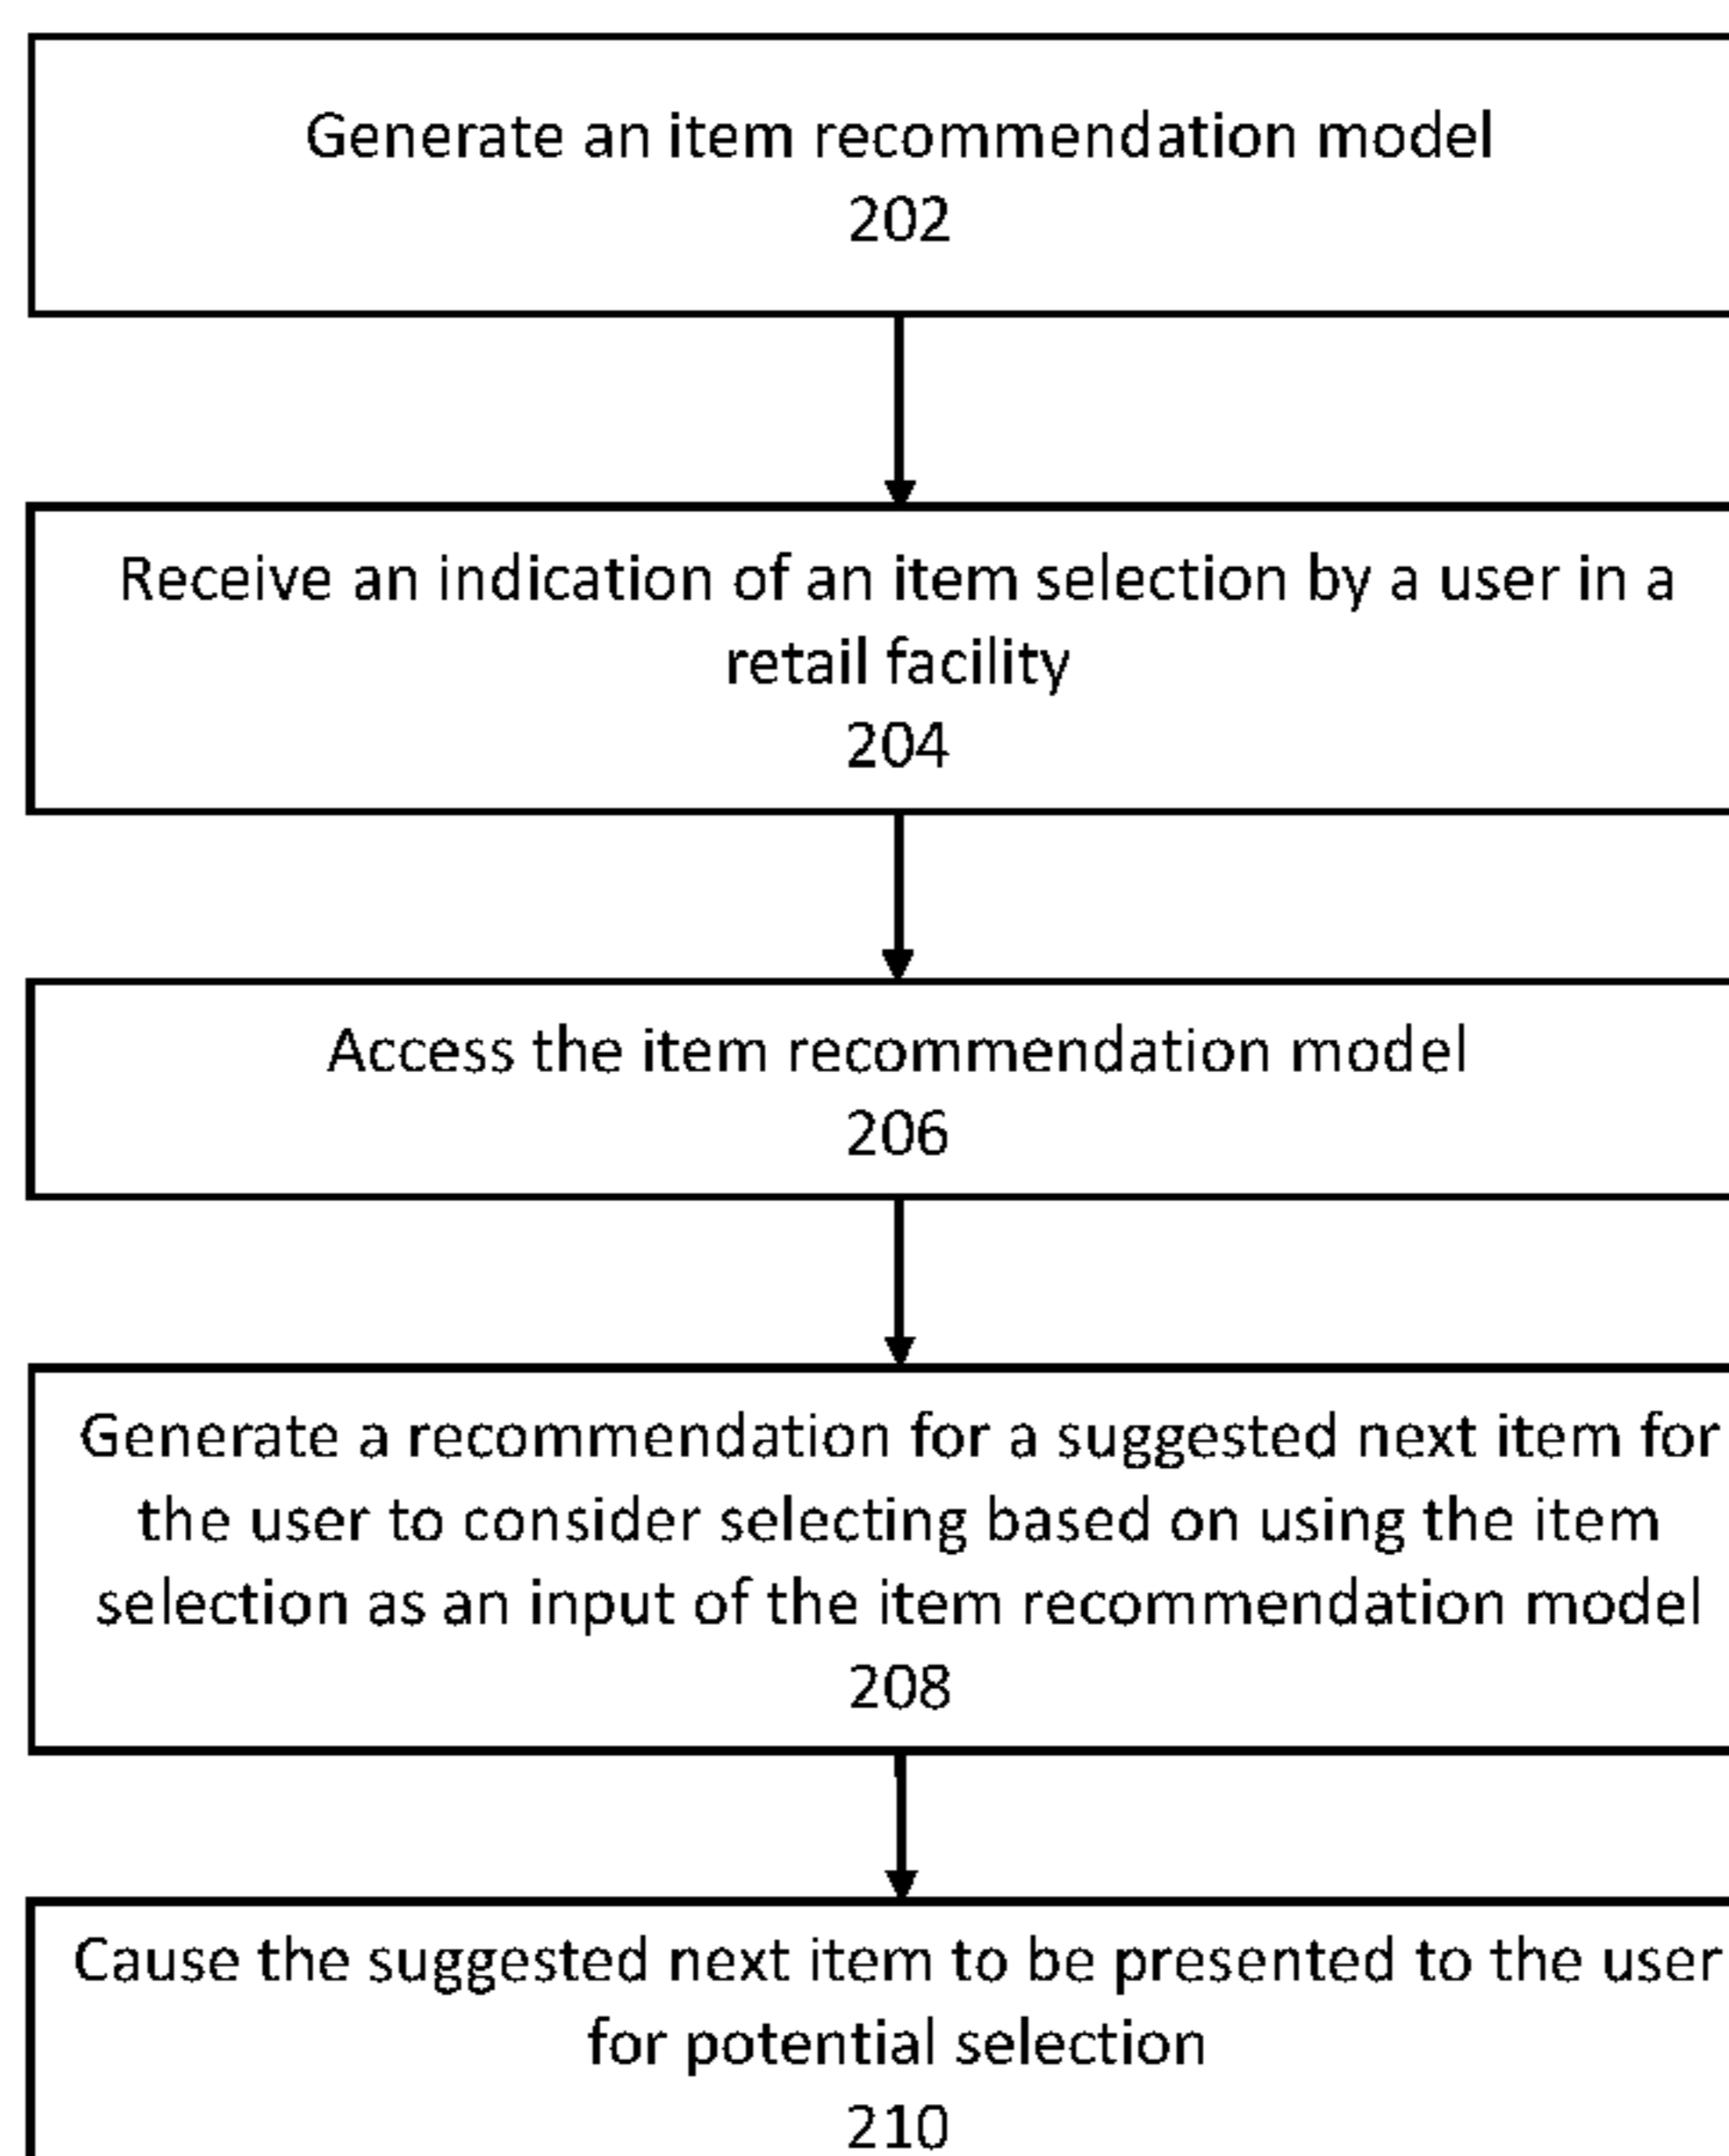 Generate an item recommendation model
202
Receive an indication of an item selection by a user in a
retail facility
204
Access the item recommendation model
206
Generate a recommendation for a suggested next item for
the user to consider selecting based on using the item
selection as an input of the item recommendation model
208
Cause the suggested next item to be presented to the user
for potential selection
210